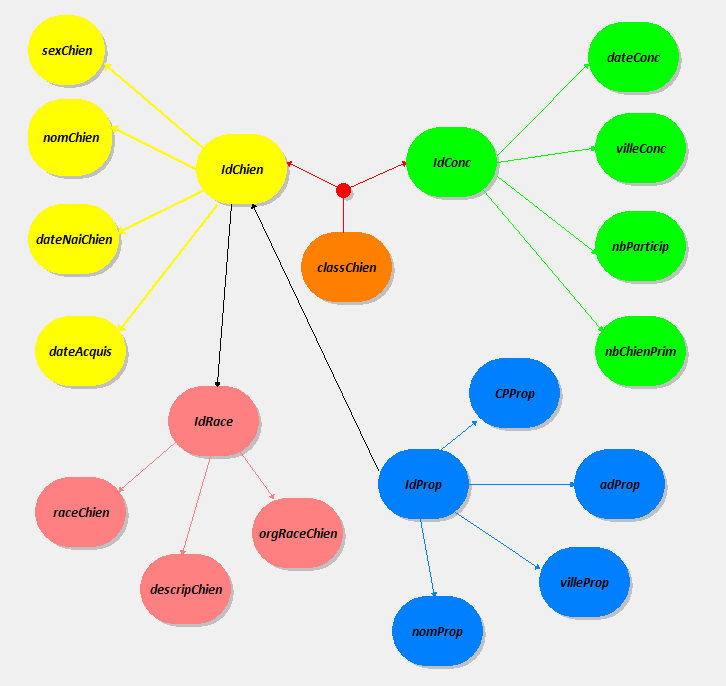 sexChien
dateConc
nomChien
villeConc
IdConc
IdChien
dateNaiChien
nbParticip
classChien
dateAcquis
nbChienPrim
CPProp
IdRace
IdProp
adProp
raceChien
orgRaceChien
villeProp
descripChien
nomProp